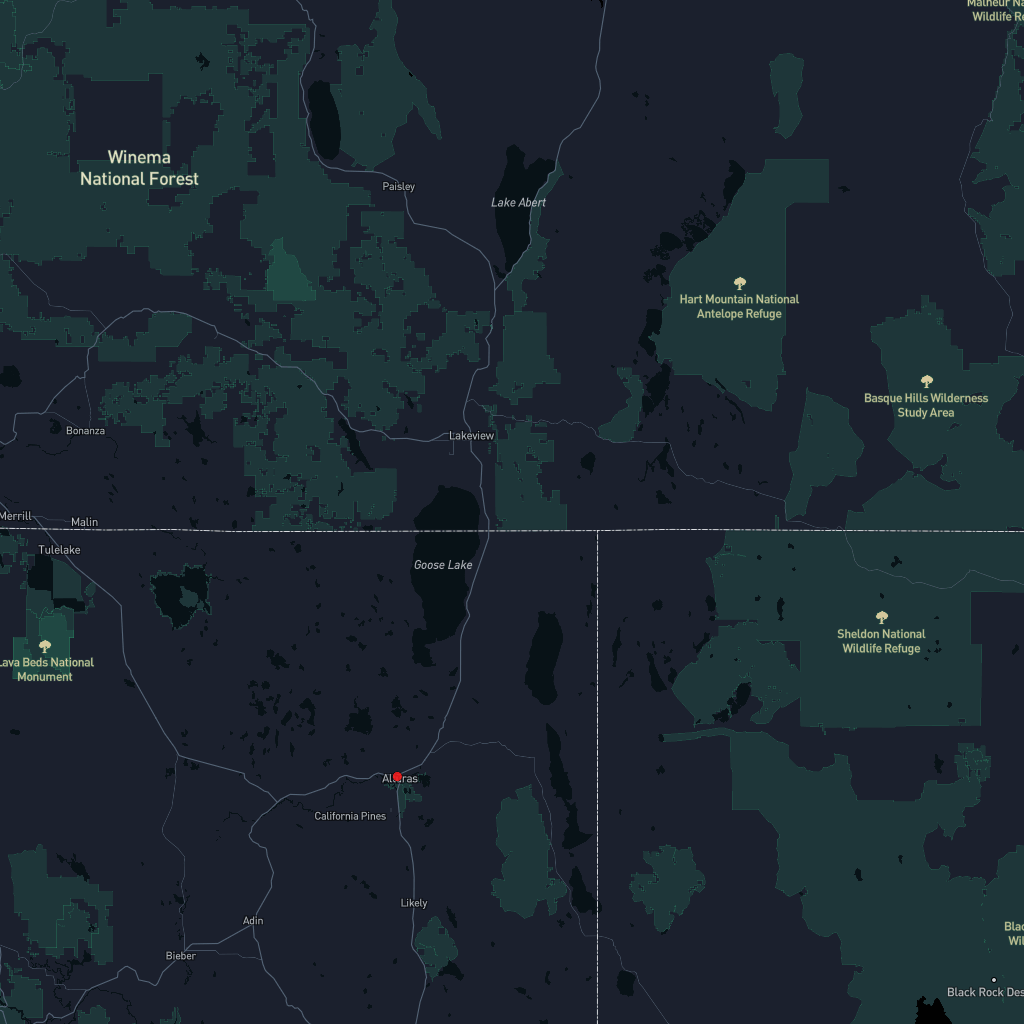 Malheur Na
Wildlife Re
Winema
National Forest
Paisley
Lake Abert
Hart Mountain National
Antelope Refuge
Basque Hills Wilderness
Study Area
Bonanza
Lakeview
Merrill
Malin
Tulelake
Goose Lake
Sheldon National
Wildlife Refuge
Lava Beds National
Monument
Alturas
California Pines
Likely
Adin
Bieber
Blac
Wil
Black Rock Des